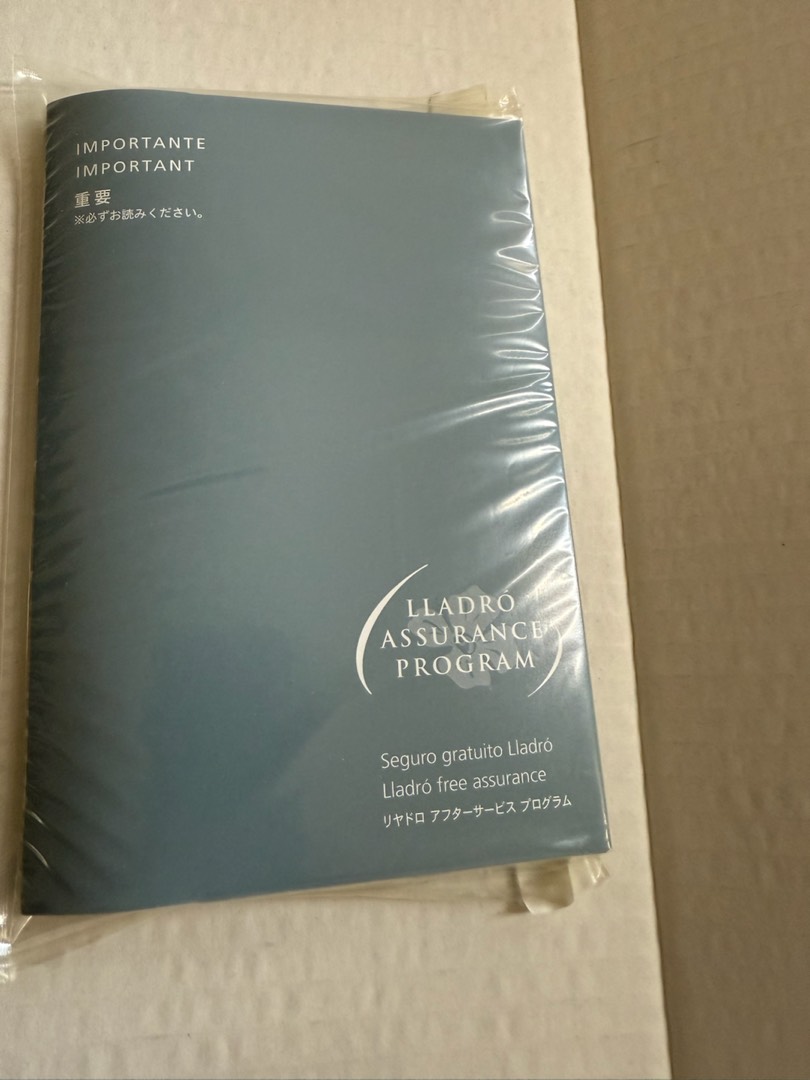 IMPORTANTE
IMPORTANT
重要
※必ずお読みください。
LLADRÓ
ASSURANCE
PROGRAM
Seguro gratuito Lladró
Lladró free assurance
リヤドロ アフターサービス プログラム